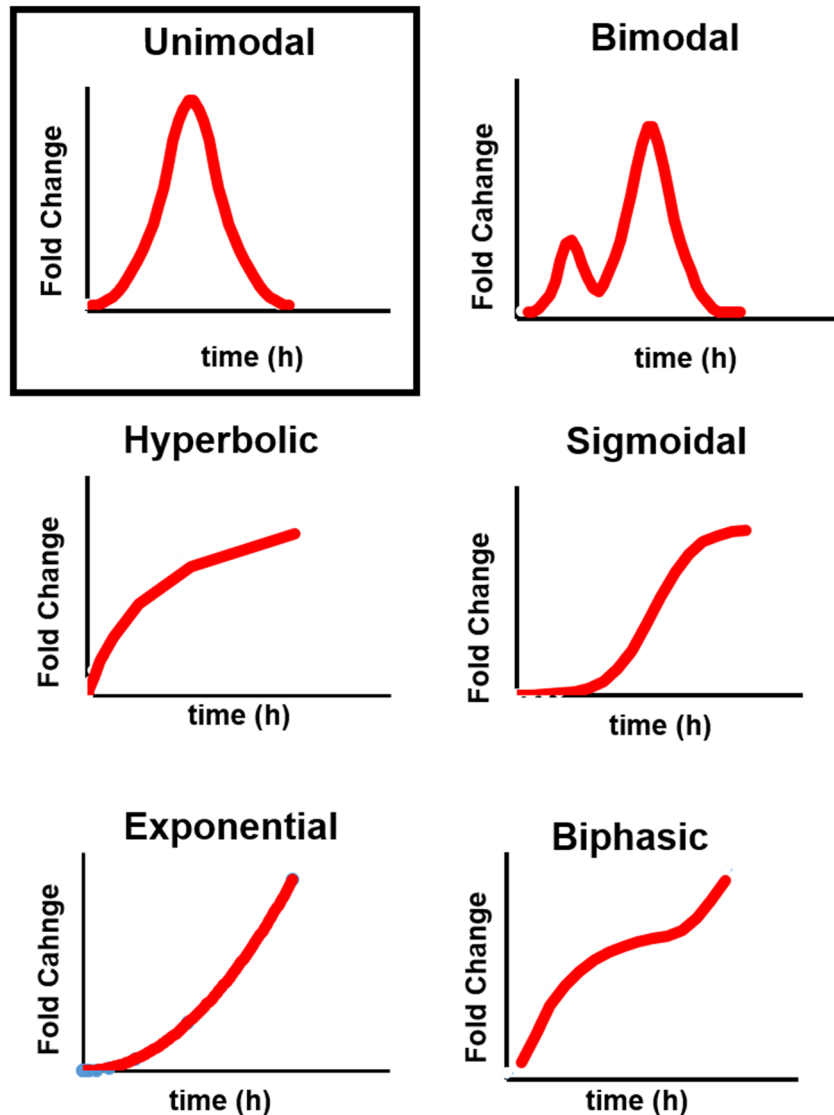 Unimodal
Fold Change
time (h)
Bimodal
Fold Cahange
time (h)
Hyperbolic
Fold Change
time (h)
Sigmoidal
Fold Change
time (h)
Exponential
Fold Cahnge
time (h)
Biphasic
Fold Change
time (h)